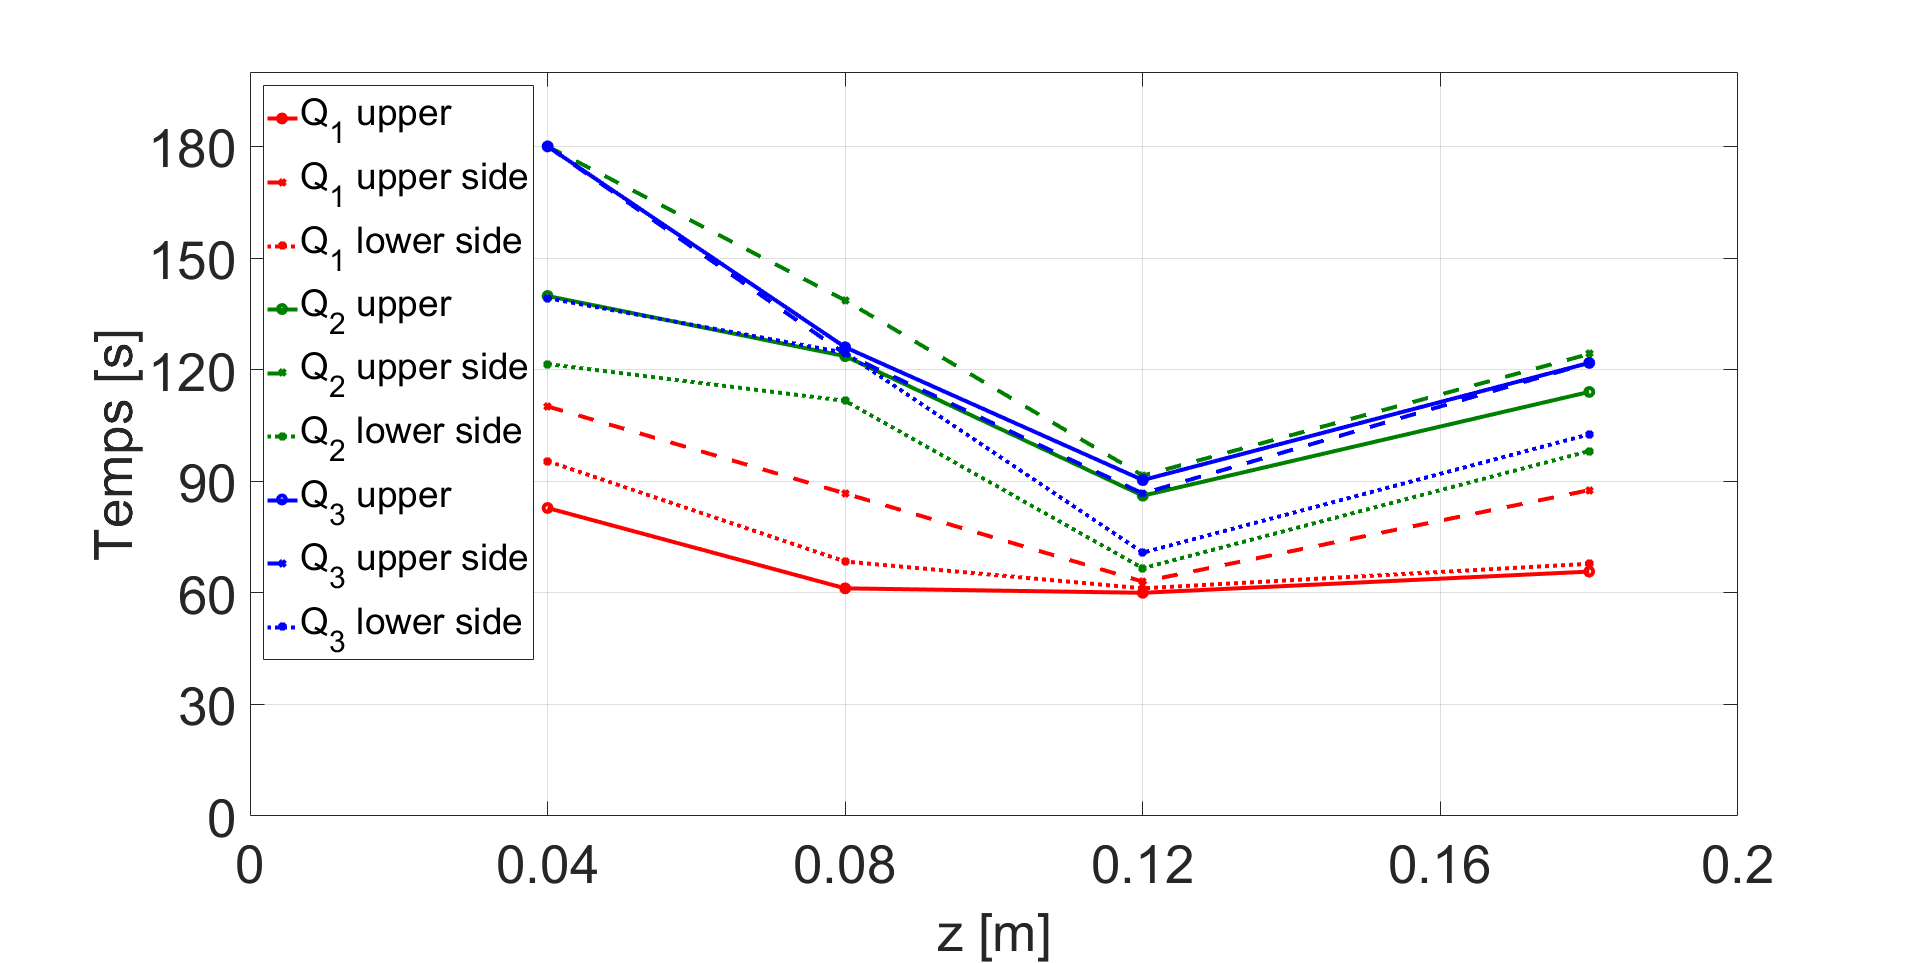 Q1 upper
Q1 upper side
Q1 lower side
Q2 upper
Q2 upper side
Q2 lower side
Q3 upper
Q3 upper side
Q3 lower side
180
150
120
90
60
30
0
Temps [s]
0 0.04 0.08 0.12 0.16 0.2
z [m]